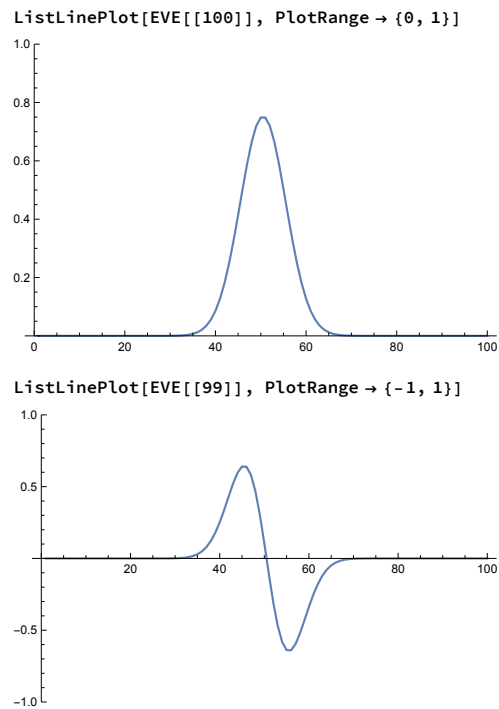 ListLinePlot[EVE[[100]], PlotRange → {0, 1}]
1.0
0.8
0.6
0.4
0.2
0 20 40 60 80 100
ListLinePlot[EVE[[99]], PlotRange → {-1, 1}]
1.0
0.5
20 40 60 80 100
-0.5
-1.0